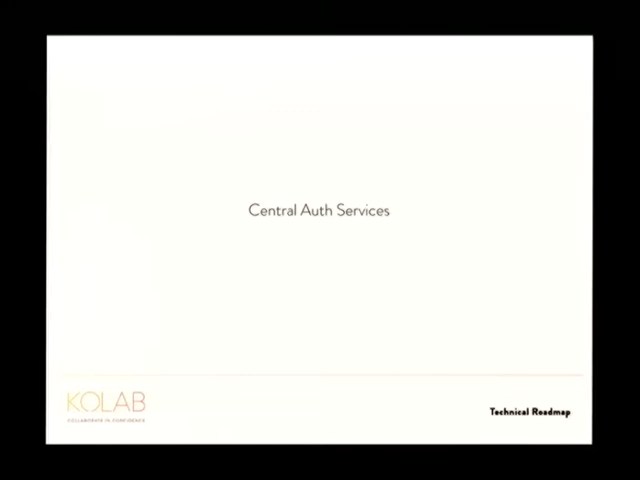 Central Auth Services
KOLAB
COLLABORATE IN CONFIDENCE
Technical Roadmap